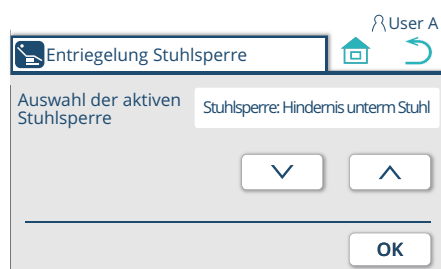 User A
Entriegelung Stuhlsperre
Auswahl der aktiven
Stuhlsperre
Stuhlsperre: Hindernis unterm Stuhl
OK